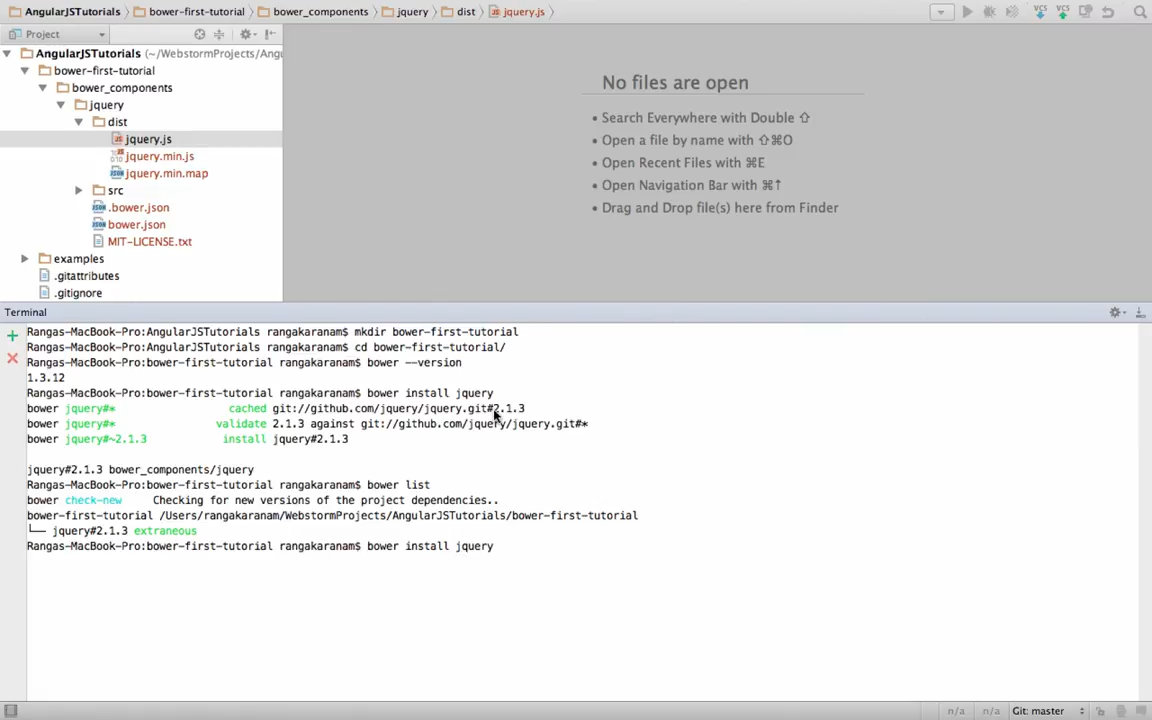 AngularJSTutorials bower-first-tutorial bower_components jquery dist jquery.js
Project
AngularJSTutorials (~/WebstormProjects/Angu
bower-first-tutorial
bower_components
jquery
dist
jquery.js
jquery.min.js
jquery.min.map
src
.bower.json
bower.json
MIT-LICENSE.txt
examples
.gitattributes
.gitignore
No files are open
• Search Everywhere with Double ⇧
• Open a file by name with ⇧⌘O
• Open Recent Files with ⌘E
• Open Navigation Bar with ⌘↑
• Drag and Drop file(s) here from Finder
Terminal
Rangas-MacBook-Pro:AngularJSTutorials rangakaranam$ mkdir bower-first-tutorial
Rangas-MacBook-Pro:AngularJSTutorials rangakaranam$ cd bower-first-tutorial/
Rangas-MacBook-Pro:bower-first-tutorial rangakaranam$ bower --version
1.3.12
Rangas-MacBook-Pro:bower-first-tutorial rangakaranam$ bower install jquery
bower jquery#* cached git://github.com/jquery/jquery.git#2.1.3
bower jquery#* validate 2.1.3 against git://github.com/jquery/jquery.git#*
bower jquery#~2.1.3 install jquery#2.1.3
jquery#2.1.3 bower_components/jquery
Rangas-MacBook-Pro:bower-first-tutorial rangakaranam$ bower list
bower check-new Checking for new versions of the project dependencies..
bower-first-tutorial /Users/rangakaranam/WebstormProjects/AngularJSTutorials/bower-first-tutorial
└── jquery#2.1.3 extraneous
Rangas-MacBook-Pro:bower-first-tutorial rangakaranam$ bower install jquery
n/a n/a Git: master